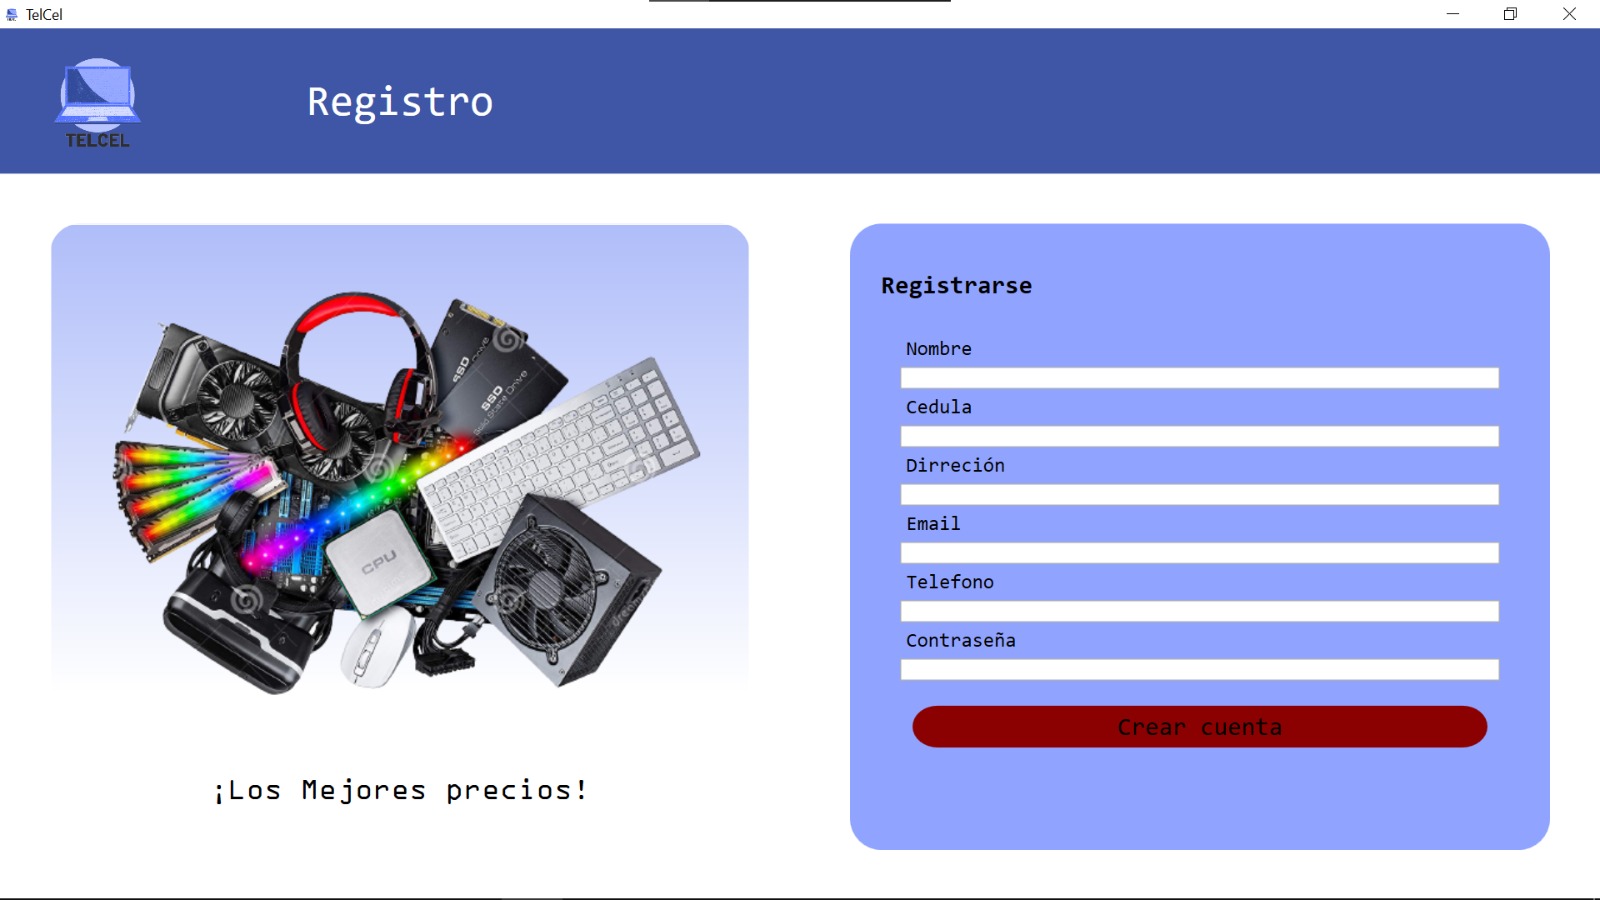 TelCel
TELCEL
Registro
SSD
SSD
Solid State Drive
CPU
¡Los Mejores precios!
Registrarse
Nombre
Cedula
Dirreción
Email
Telefono
Contraseña
Crear cuenta